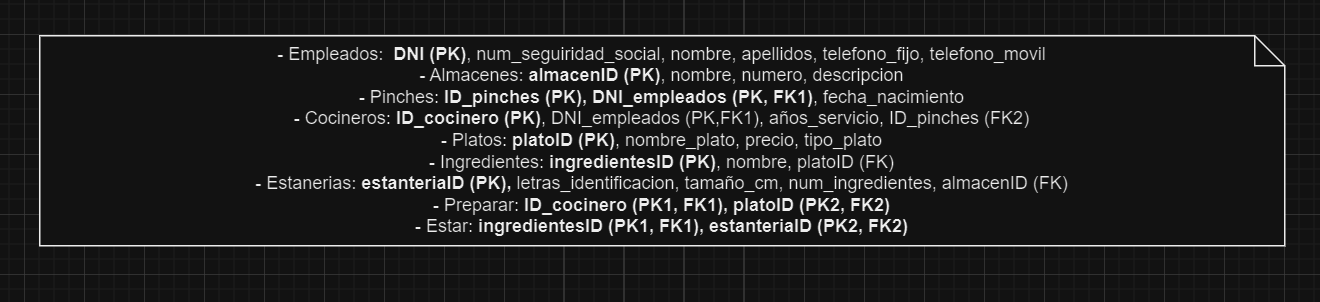 - Empleados: DNI (PK), num_seguiridad_social, nombre, apellidos, telefono_fijo, telefono_movil
- Almacenes: almacenID (PK), nombre, numero, descripcion
- Pinches: ID_pinches (PK), DNI_empleados (PK, FK1), fecha_nacimiento
- Cocineros: ID_cocinero (PK), DNI_empleados (PK,FK1), años_servicio, ID_pinches (FK2)
- Platos: platoID (PK), nombre_plato, precio, tipo_plato
- Ingredientes: ingredientesID (PK), nombre, platoID (FK)
- Estanerias: estanteriaID (PK), letras_identificacion, tamaño_cm, num_ingredientes, almacenID (FK)
- Preparar: ID_cocinero (PK1, FK1), platoID (PK2, FK2)
- Estar: ingredientesID (PK1, FK1), estanteriaID (PK2, FK2)